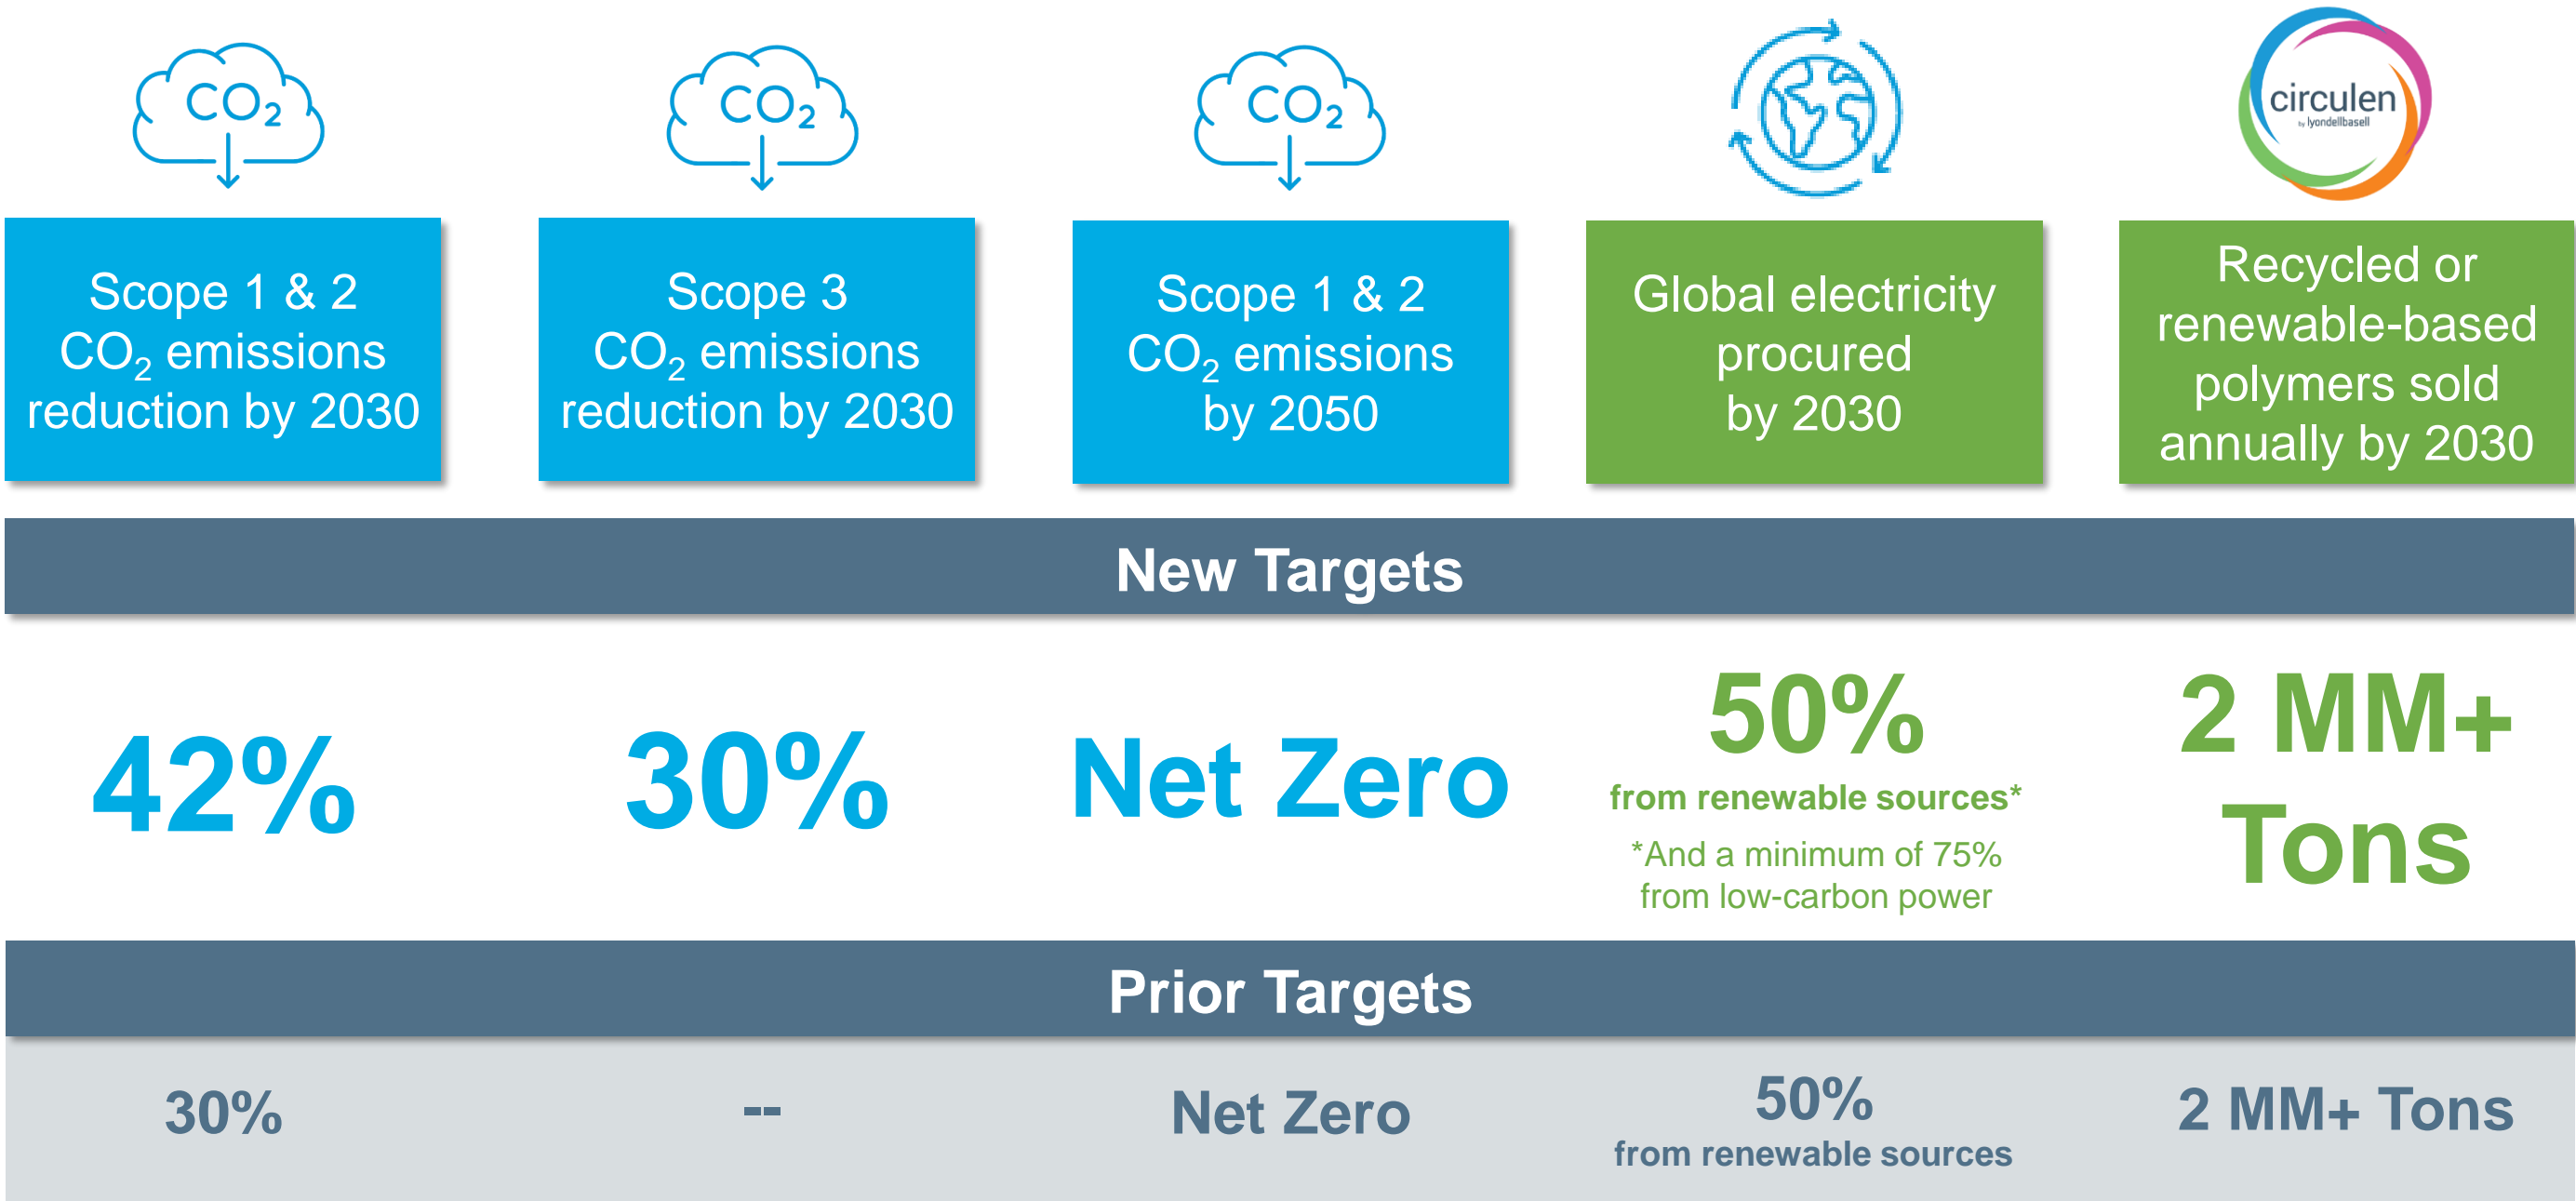 CO₂
CO₂
CO₂
circulen
by lyondellbasell
Scope 1 & 2
CO₂ emissions
reduction by 2030
Scope 3
CO₂ emissions
reduction by 2030
Scope 1 & 2
CO₂ emissions
by 2050
Global electricity
procured
by 2030
Recycled or
renewable-based
polymers sold
annually by 2030
New Targets
42%
30%
Net Zero
50%
from renewable sources*
*And a minimum of 75%
from low-carbon power
2 MM+
Tons
Prior Targets
30%
--
Net Zero
50%
from renewable sources
2 MM+ Tons